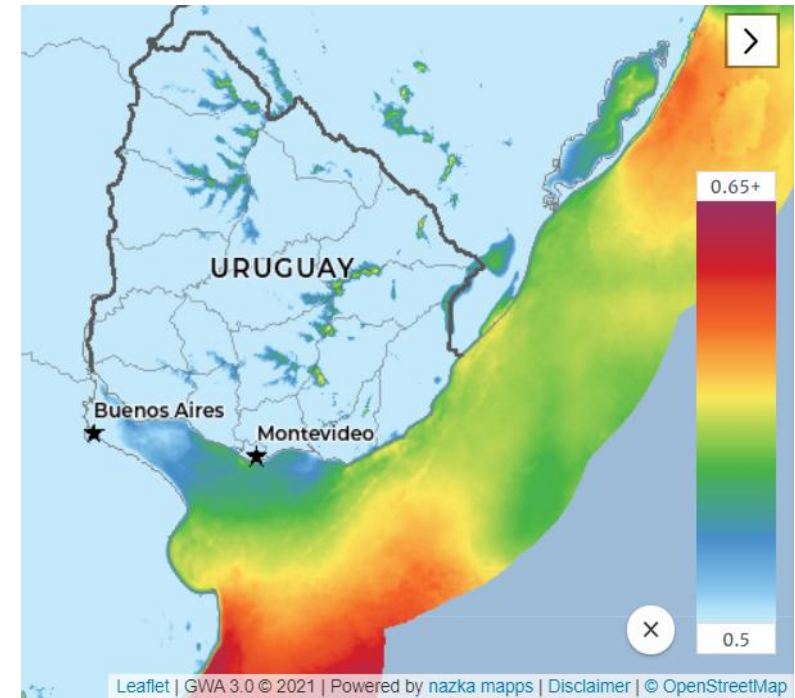 0.65+
URUGUAY
Buenos Aires
Montevideo
0.5
Leaflet | GWA 3.0 © 2021 | Powered by nazka mapps | Disclaimer | © OpenStreetMap